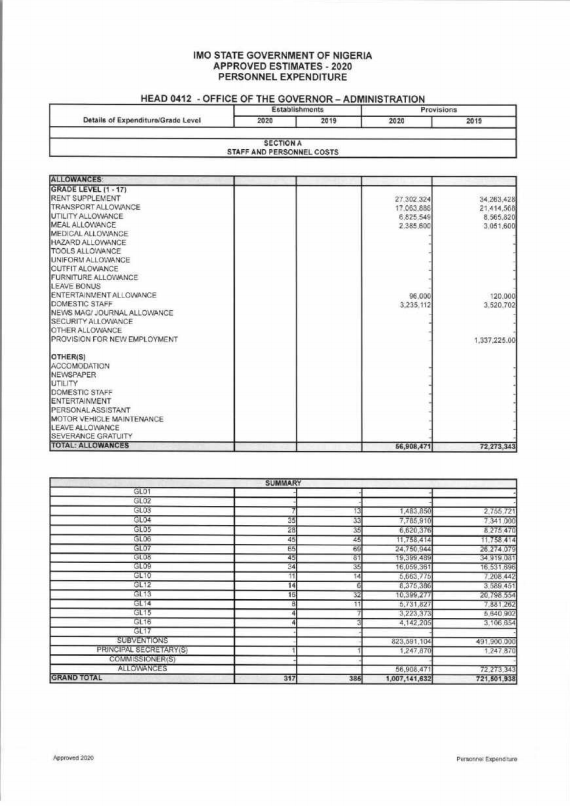 IMO STATE GOVERNMENT OF NIGERIA
APPROVED ESTIMATES - 2020
PERSONNEL EXPENDITURE
HEAD 0412 - OFFICE OF THE GOVERNOR – ADMINISTRATION
Establishments Provisions
Details of Expenditure/Grade Level 2020 2019 2020 2019
SECTION A
STAFF AND PERSONNEL COSTS
ALLOWANCES:
GRADE LEVEL (1 - 17)
RENT SUPPLEMENT 27,302,324 34,263,428
TRANSPORT ALLOWANCE 17,063,886 21,414,568
UTILITY ALLOWANCE 6,825,549 8,565,820
MEAL ALLOWANCE 2,385,600 3,051,600
MEDICAL ALLOWANCE - -
HAZARD ALLOWANCE - -
TOOLS ALLOWANCE - -
UNIFORM ALLOWANCE - -
OUTFIT ALOWANCE - -
FURNITURE ALLOWANCE - -
LEAVE BONUS - -
ENTERTAINMENT ALLOWANCE 96,000 120,000
DOMESTIC STAFF 3,235,112 3,520,702
NEWS MAG/ JOURNAL ALLOWANCE
SECURITY ALLOWANCE - -
OTHER ALLOWANCE - -
PROVISION FOR NEW EMPLOYMENT 1,337,225.00
OTHER(S)
ACCOMODATION -
NEWSPAPER -
UTILITY -
DOMESTIC STAFF -
ENTERTAINMENT -
PERSONAL ASSISTANT -
MOTOR VEHICLE MAINTENANCE -
LEAVE ALLOWANCE -
SEVERANCE GRATUITY -
TOTAL: ALLOWANCES 56,908,471 72,273,343
SUMMARY
GL01 - - - -
GL02 - - -
GL03 7 13 1,483,850 2,755,721
GL04 35 33 7,785,910 7,341,000
GL05 28 35 6,620,376 8,275,470
GL06 45 45 11,758,414 11,758,414
GL07 65 69 24,750,944 26,274,079
GL08 45 81 19,399,489 34,919,081
GL09 34 35 16,059,361 16,531,696
GL10 11 14 5,663,775 7,208,442
GL12 14 6 8,375,386 3,589,451
GL13 16 32 10,399,277 20,798,554
GL14 8 11 5,731,827 7,881,262
GL15 4 7 3,223,373 5,640,902
GL16 4 3 4,142,205 3,106,654
GL17 - - - -
SUBVENTIONS - - 823,591,104 491,900,000
PRINCIPAL SECRETARY(S) 1 1 1,247,870 1,247,870
COMMISSIONER(S) - -
ALLOWANCES 56,908,471 72,273,343
GRAND TOTAL 317 385 1,007,141,632 721,501,938
Approved 2020 Personnel Expenditure